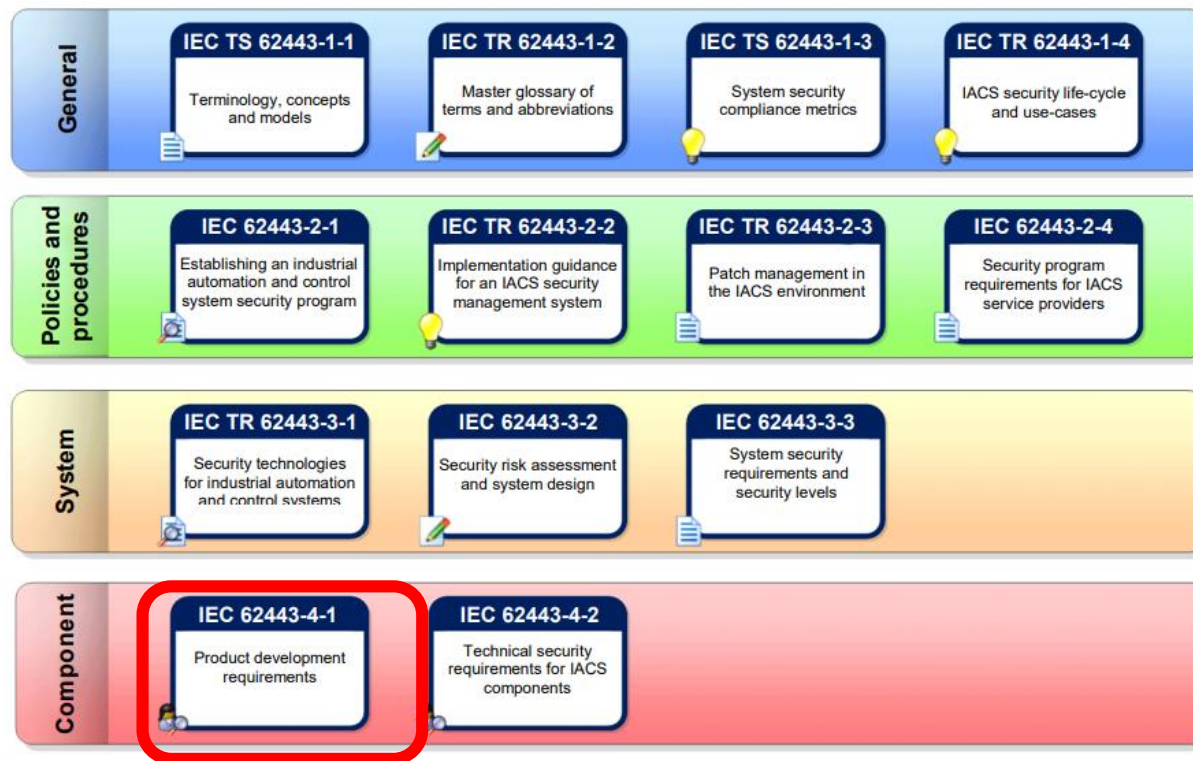 General
IEC TS 62443-1-1
Terminology, concepts
and models
IEC TR 62443-1-2
Master glossary of
terms and abbreviations
IEC TS 62443-1-3
System security
compliance metrics
IEC TR 62443-1-4
IACS security life-cycle
and use-cases
Policies and
procedures
IEC 62443-2-1
Establishing an industrial
automation and control
system security program
IEC TR 62443-2-2
Implementation guidance
for an IACS security
management system
IEC TR 62443-2-3
Patch management in
the IACS environment
IEC 62443-2-4
Security program
requirements for IACS
service providers
System
IEC TR 62443-3-1
Security technologies
for industrial automation
and control systems
IEC 62443-3-2
Security risk assessment
and system design
IEC 62443-3-3
System security
requirements and
security levels
Component
IEC 62443-4-1
Product development
requirements
IEC 62443-4-2
Technical security
requirements for IACS
components